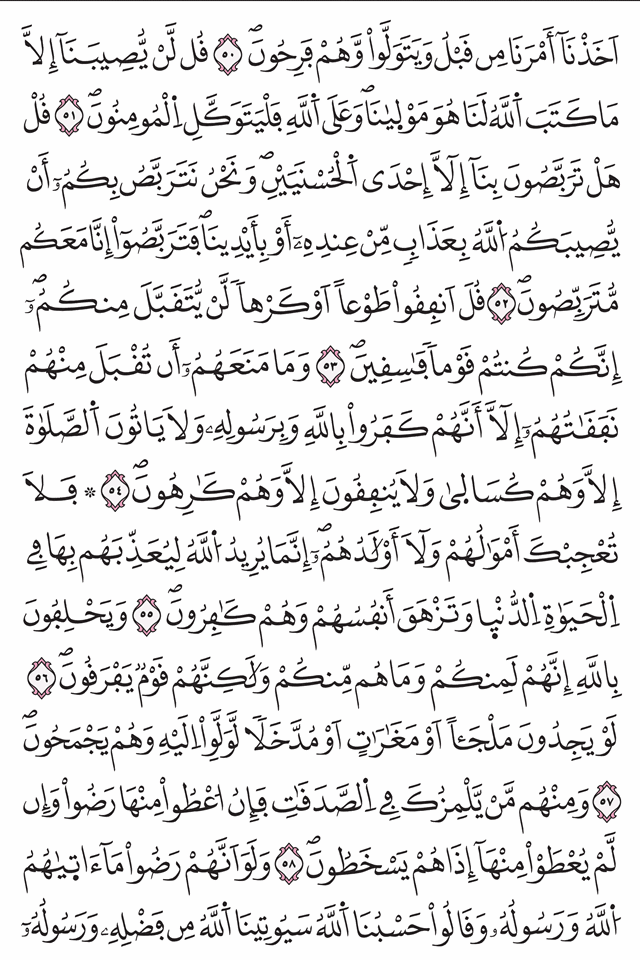 اَخَذْنَآ أَمْرَنَا مِن قَبْلُ وَيَتَوَلَّواْ وَّهُمْ فَرِحُونَۖ ٥٠ قُل لَّنْ يُّصِيبَنَآ إِلَّا
مَا كَتَبَ اَ۬للَّهُ لَنَا هُوَ مَوْل۪يٰنَاۖ وَعَلَى اَ۬للَّهِ فَلْيَتَوَكَّلِ اِ۬لْمُومِنُونَۖ ٥١ قُلْ
هَلْ تَرَبَّصُونَ بِنَآ إِلَّآ إِحْدَى اَ۬لْحُسْنَيَيْنِۖ وَنَحْنُ نَتَرَبَّصُ بِكُمُۥٓ أَنْ
يُّصِيبَكُمُ اُ۬للَّهُ بِعَذَابٖ مِّنْ عِندِهِۦٓ أَوْ بِأَيْدِينَاۖ فَتَرَبَّصُوٓاْ إِنَّا مَعَكُم
مُّتَرَبِّصُونَۖ ٥٢ قُلَ اَنفِقُواْ طَوْعاً اَوْ كَرْهاٗ لَّنْ يُّتَقَبَّلَ مِنكُمُۥٓۖ
إِنَّكُمْ كُنتُمْ قَوْماٗ فَٰسِقِينَۖ ٥٣ وَمَا مَنَعَهُمُۥٓ أَن تُقْبَلَ مِنْهُمْ
نَفَقَٰتُهُمُۥٓ إِلَّآ أَنَّهُمْ كَفَرُواْ بِاللَّهِ وَبِرَسُولِهِۦ وَلَا يَاتُونَ اَ۬لصَّلَوٰةَ
إِلَّا وَهُمْ كُسَال۪يٰ وَلَا يُنفِقُونَ إِلَّا وَهُمْ كَٰرِهُونَۖ ٥٤ ۞ فَلَا
تُعْجِبْكَ أَمْوَٰلُهُمْ وَلَآ أَوْلَٰدُهُمُۥٓۖ إِنَّمَا يُرِيدُ اُ۬للَّهُ لِيُعَذِّبَهُم بِهَا فِے
اِ۬لْحَيَوٰةِ اِ۬لدُّنْي۪ا وَتَزْهَقَ أَنفُسُهُمْ وَهُمْ كَٰفِرُونَۖ ٥٥ وَيَحْلِفُونَ
بِاللَّهِ إِنَّهُمْ لَمِنكُمْ وَمَا هُم مِّنكُمْ وَلَٰكِنَّهُمْ قَوْمٞ يَفْرَقُونَۖ ٥٦
لَوْ يَجِدُونَ مَلْجَـٔاً اَوْ مَغَٰرَٰتٍ اَوْ مُدَّخَلاٗ لَّوَلَّوِاْ اِلَيْهِ وَهُمْ يَجْمَحُونَۖ
٥٧ وَمِنْهُم مَّنْ يَّلْمِزُكَ فِے اِ۬لصَّدَقَٰتِ فَإِنُ ا۟عْطُواْ مِنْهَا رَضُواْ وَإِن
لَّمْ يُعْطَوْاْ مِنْهَآ إِذَا هُمْ يَسْخَطُونَۖ ٥٨ وَلَوَ اَنَّهُمْ رَضُواْ مَآ ءَات۪يٰهُمُ
اُ۬للَّهُ وَرَسُولُهُۥ وَقَالُواْ حَسْبُنَا اَ۬للَّهُ سَيُوتِينَا اَ۬للَّهُ مِن فَضْلِهِۦ وَرَسُولُهُۥٓ